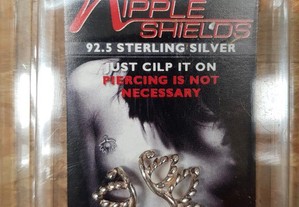 NIPPLE
SHIELDS
92.5 STERLING SILVER
JUST CILP IT ON
PIERCING IS NOT
NECESSARY